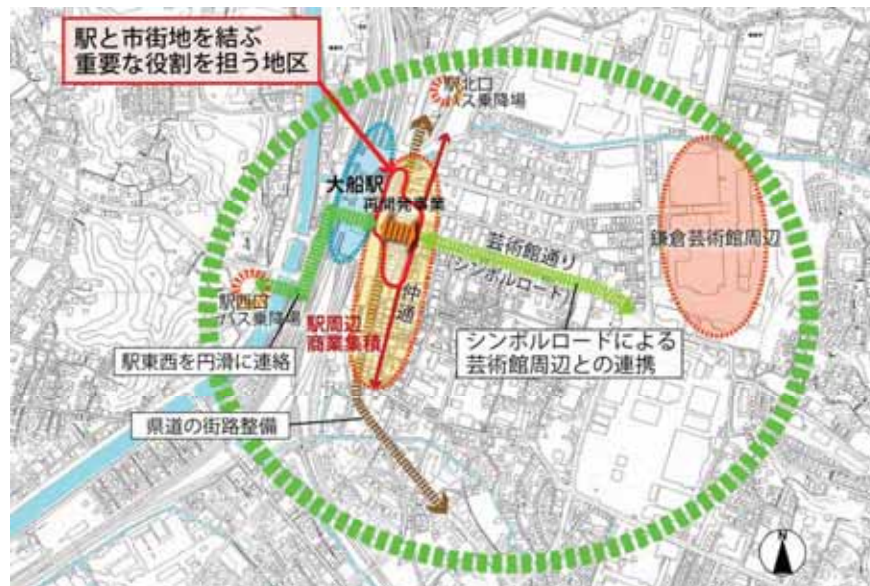 駅と市街地を結ぶ
重要な役割を担う地区
駅北口
バス乗降場
大船駅
再開発事業
鎌倉芸術館周辺
芸術館通り
シンボルロード
仲通
駅西口
バス乗降場
駅周辺
商業集積
シンボルロードによる
芸術館周辺との連携
駅東西を円滑に連絡
県道の街路整備
N